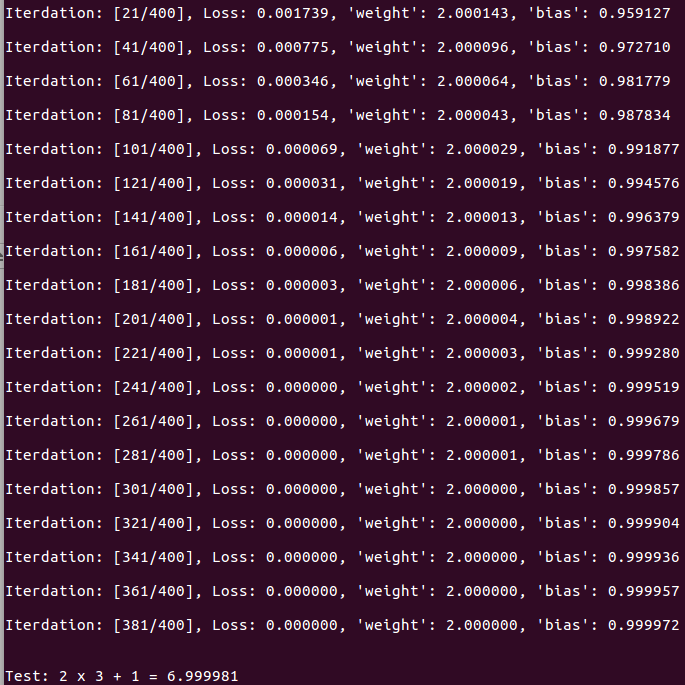 Iterdation: [21/400], Loss: 0.001739, 'weight': 2.000143, 'bias': 0.959127
Iterdation: [41/400], Loss: 0.000775, 'weight': 2.000096, 'bias': 0.972710
Iterdation: [61/400], Loss: 0.000346, 'weight': 2.000064, 'bias': 0.981779
Iterdation: [81/400], Loss: 0.000154, 'weight': 2.000043, 'bias': 0.987834
Iterdation: [101/400], Loss: 0.000069, 'weight': 2.000029, 'bias': 0.991877
Iterdation: [121/400], Loss: 0.000031, 'weight': 2.000019, 'bias': 0.994576
Iterdation: [141/400], Loss: 0.000014, 'weight': 2.000013, 'bias': 0.996379
Iterdation: [161/400], Loss: 0.000006, 'weight': 2.000009, 'bias': 0.997582
Iterdation: [181/400], Loss: 0.000003, 'weight': 2.000006, 'bias': 0.998386
Iterdation: [201/400], Loss: 0.000001, 'weight': 2.000004, 'bias': 0.998922
Iterdation: [221/400], Loss: 0.000001, 'weight': 2.000003, 'bias': 0.999280
Iterdation: [241/400], Loss: 0.000000, 'weight': 2.000002, 'bias': 0.999519
Iterdation: [261/400], Loss: 0.000000, 'weight': 2.000001, 'bias': 0.999679
Iterdation: [281/400], Loss: 0.000000, 'weight': 2.000001, 'bias': 0.999786
Iterdation: [301/400], Loss: 0.000000, 'weight': 2.000000, 'bias': 0.999857
Iterdation: [321/400], Loss: 0.000000, 'weight': 2.000000, 'bias': 0.999904
Iterdation: [341/400], Loss: 0.000000, 'weight': 2.000000, 'bias': 0.999936
Iterdation: [361/400], Loss: 0.000000, 'weight': 2.000000, 'bias': 0.999957
Iterdation: [381/400], Loss: 0.000000, 'weight': 2.000000, 'bias': 0.999972
Test: 2 x 3 + 1 = 6.999981